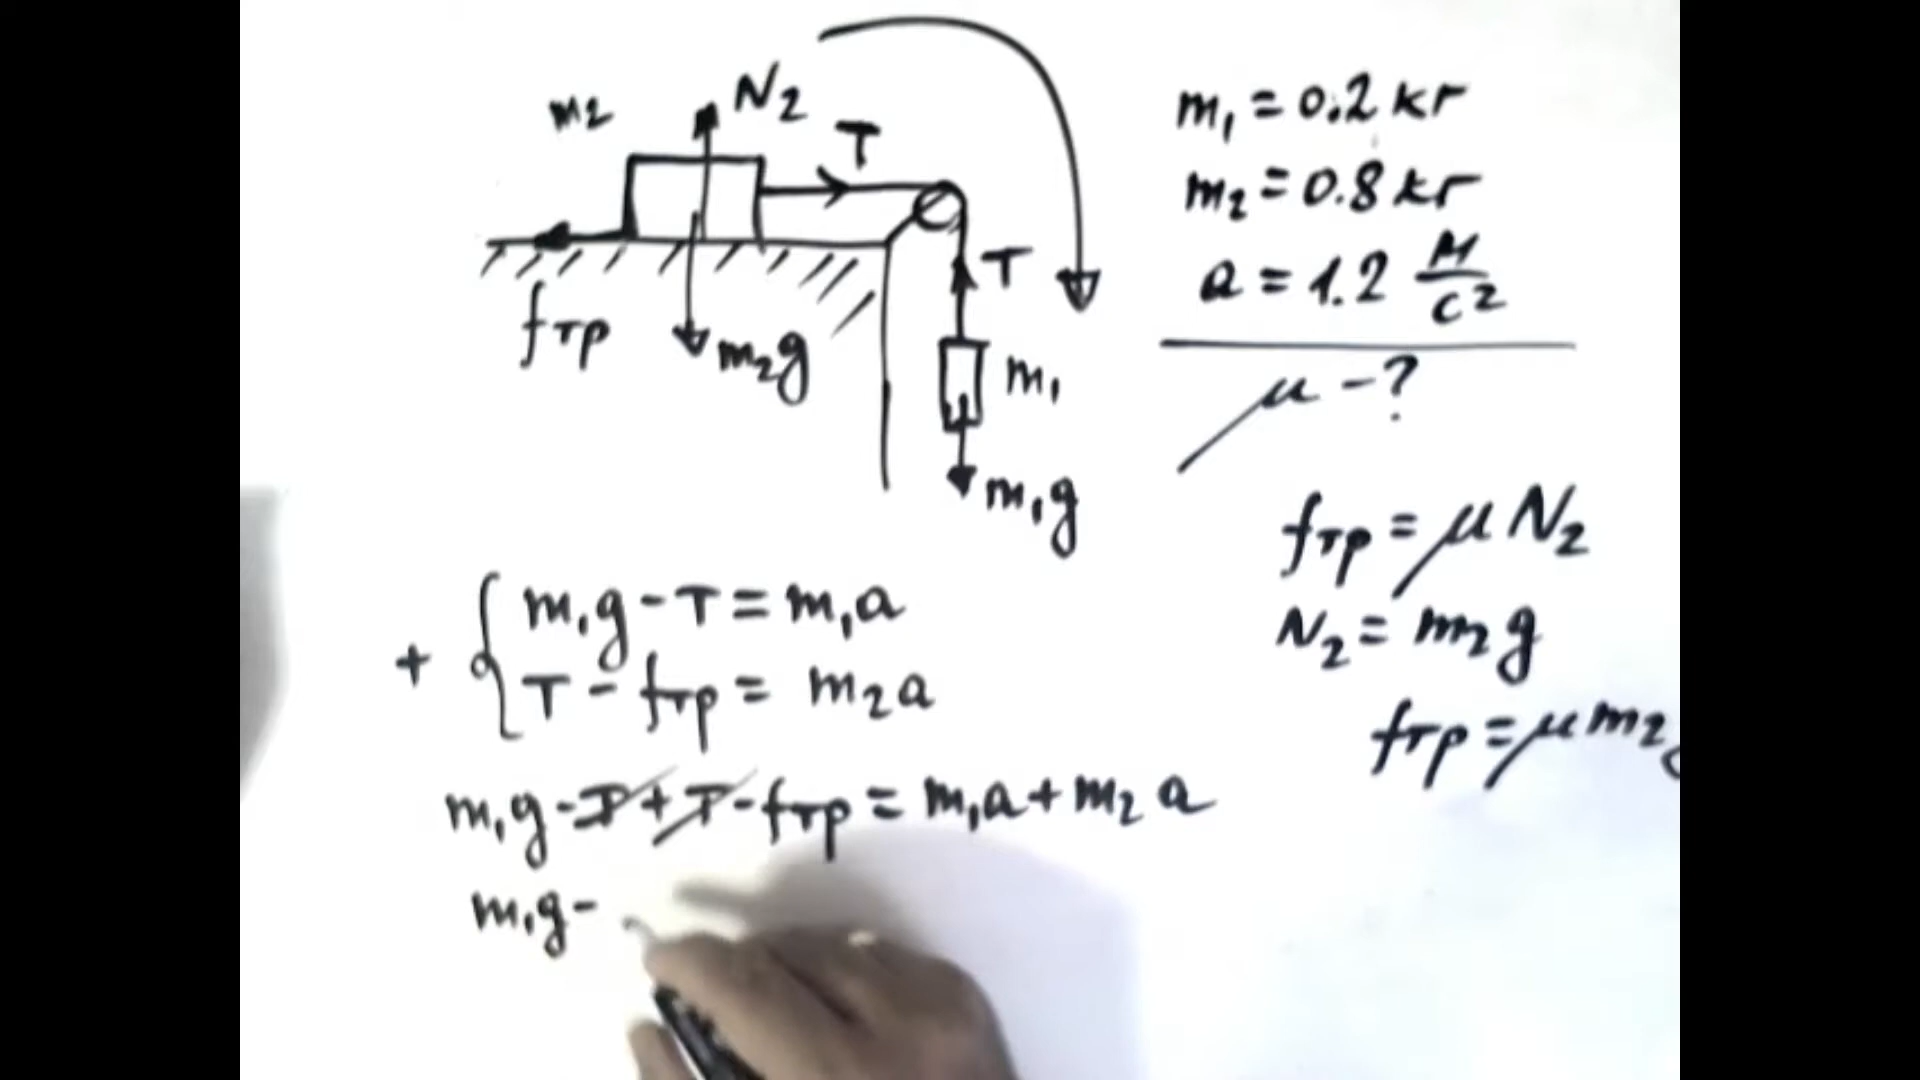 m₂
N₂
T
T
fтр
m₂g
m₁
m₁g
m₁ = 0.2 кг
m₂ = 0.8 кг
a = 1.2 м/с²
μ - ?
fтр = μN₂
N₂ = m₂g
fтр = μm₂g
m₁g - T = m₁a
+
T - fтр = m₂a
m₁g - T + T - fтр = m₁a + m₂a
m₁g -